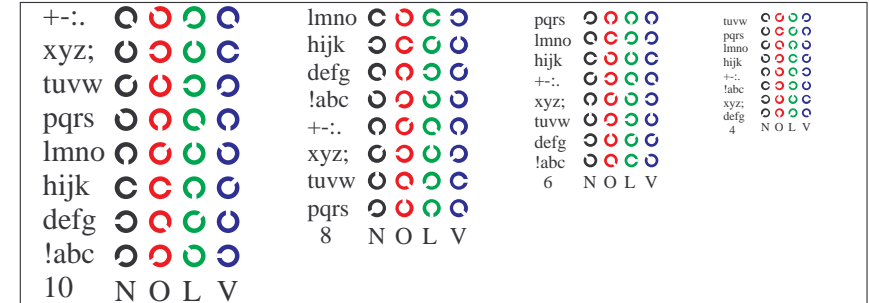 +-:.
xyz;
tuvw
pqrs
lmno
hijk
defg
!abc
10 N O L V
lmno
hijk
defg
!abc
+-:.
xyz;
tuvw
pqrs
8 N O L V
pqrs
lmno
hijk
+-:.
xyz;
tuvw
defg
!abc
6 N O L V
tuvw
pqrs
lmno
hijk
+-:.
!abc
xyz;
defg
4 N O L V